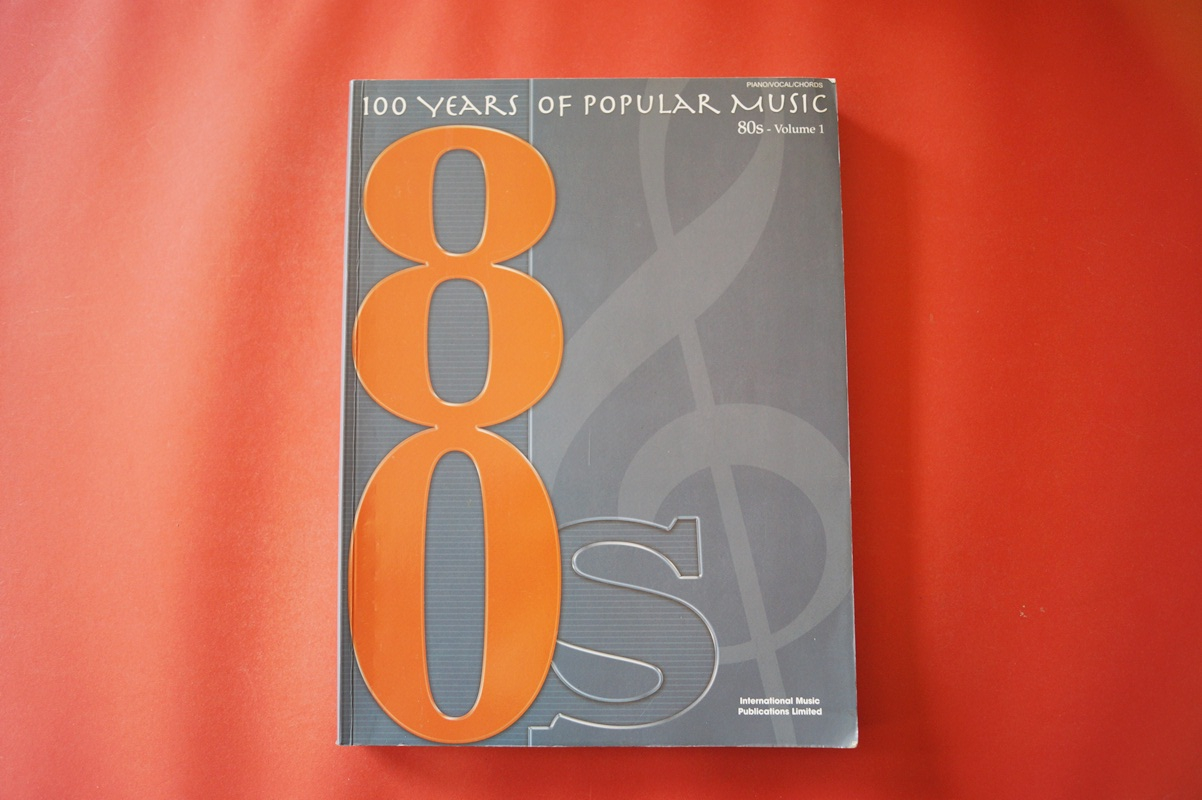 PIANO/VOCAL/CHORDS
100 YEARS OF POPULAR MUSIC
80s - Volume 1
80s
International Music
Publications Limited